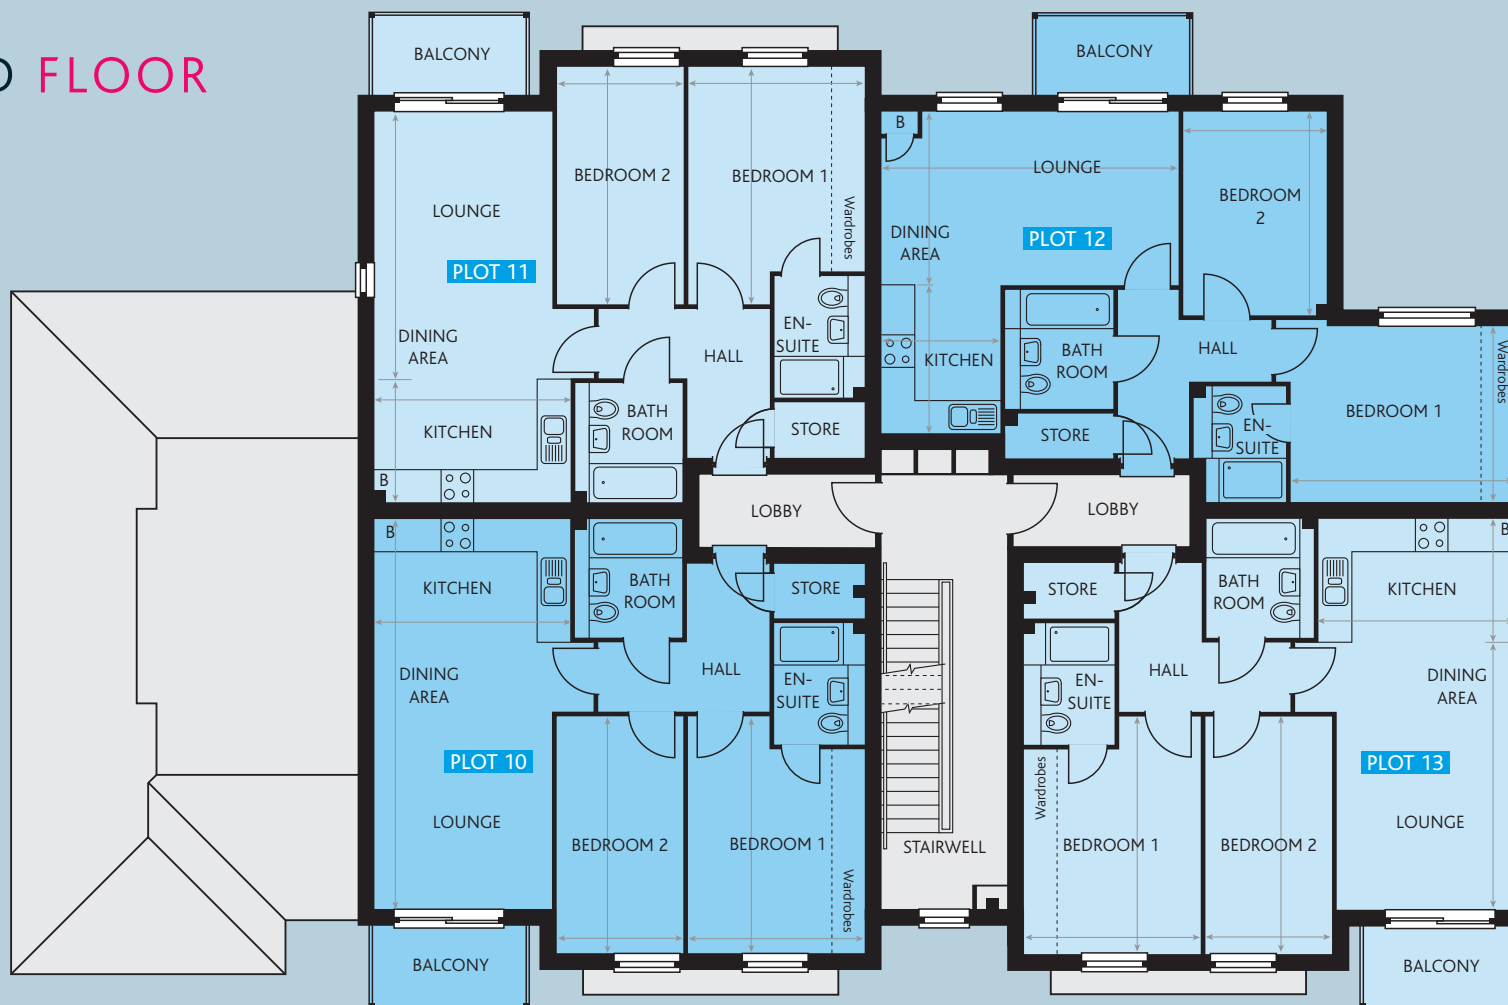 FLOOR
BALCONY
BEDROOM 2
BEDROOM 1
Wardrobes
LOUNGE
PLOT 11
DINING
AREA
EN-
SUITE
HALL
BATH
ROOM
KITCHEN
STORE
B
BALCONY
B
LOUNGE
BEDROOM
2
DINING
AREA
PLOT 12
KITCHEN
BATH
ROOM
HALL
STORE
EN-
SUITE
BEDROOM 1
Wardrobes
LOBBY
LOBBY
B
KITCHEN
BATH
ROOM
STORE
DINING
AREA
HALL
EN-
SUITE
PLOT 10
LOUNGE
BEDROOM 2
BEDROOM 1
Wardrobes
BALCONY
STAIRWELL
STORE
BATH
ROOM
KITCHEN
B
EN-
SUITE
HALL
DINING
AREA
Wardrobes
PLOT 13
LOUNGE
BEDROOM 1
BEDROOM 2
BALCONY